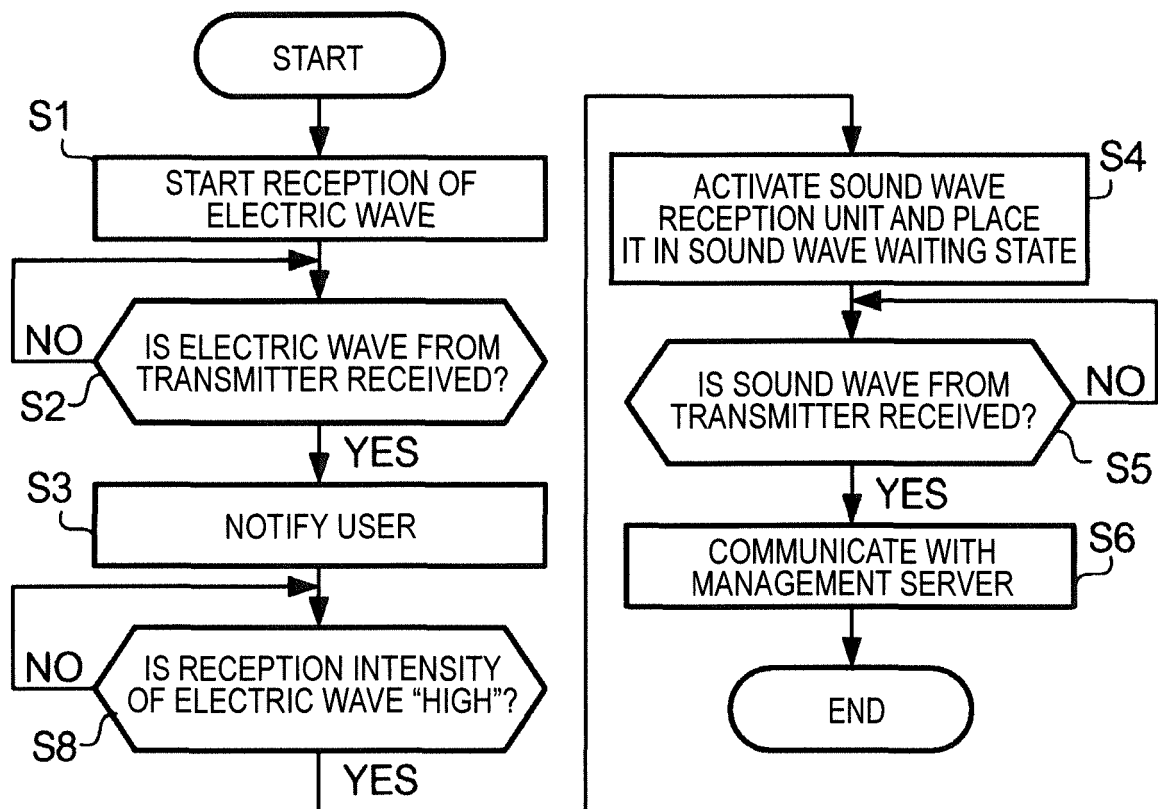 START
S1
START RECEPTION OF
ELECTRIC WAVE
NO
IS ELECTRIC WAVE FROM
TRANSMITTER RECEIVED?
S2
YES
S3
NOTIFY USER
NO
IS RECEPTION INTENSITY
OF ELECTRIC WAVE “HIGH”?
S8
YES
S4
ACTIVATE SOUND WAVE
RECEPTION UNIT AND PLACE
IT IN SOUND WAVE WAITING STATE
IS SOUND WAVE FROM
TRANSMITTER RECEIVED?
NO
S5
YES
S6
COMMUNICATE WITH
MANAGEMENT SERVER
END